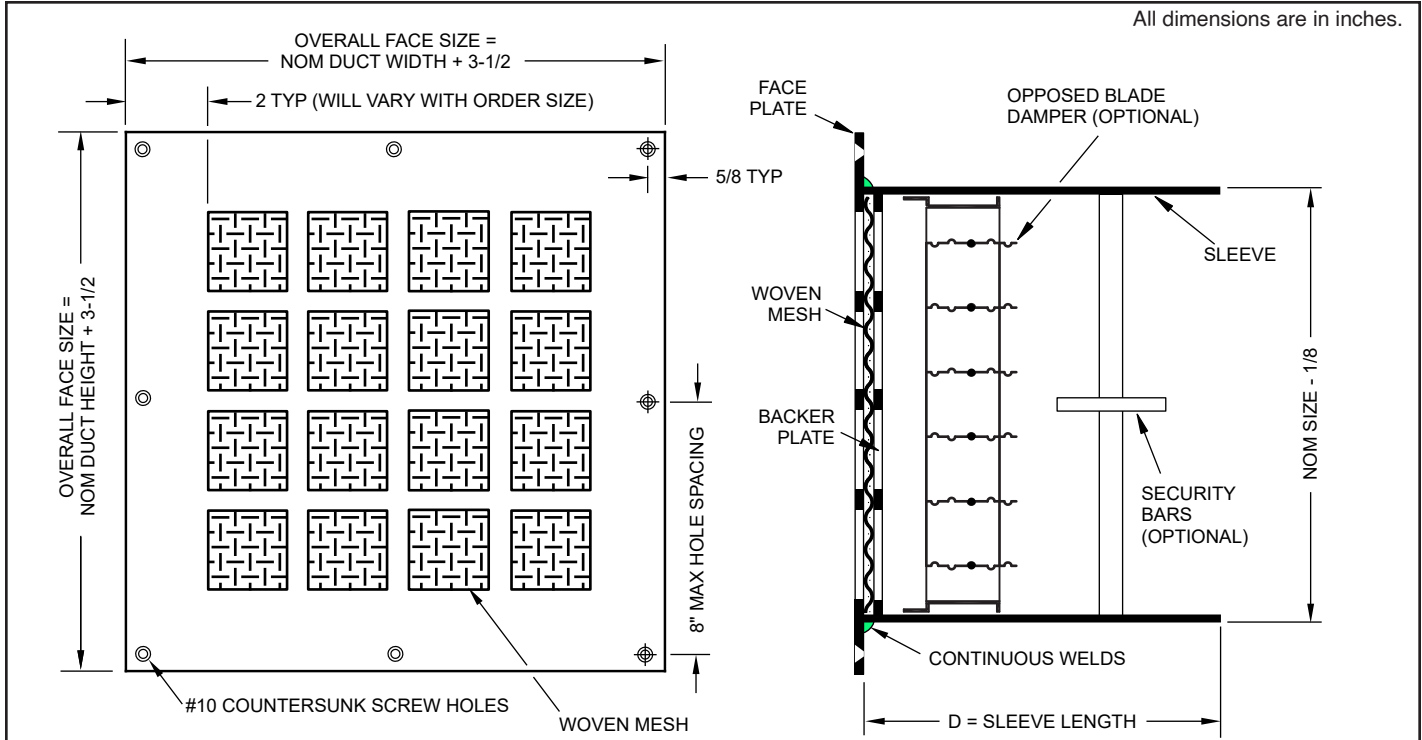 All dimensions are in inches.
OVERALL FACE SIZE =
NOM DUCT WIDTH + 3-1/2
2 TYP (WILL VARY WITH ORDER SIZE)
5/8 TYP
OVERALL FACE SIZE =
NOM DUCT HEIGHT + 3-1/2
8" MAX HOLE SPACING
#10 COUNTERSUNK SCREW HOLES
WOVEN MESH
FACE
PLATE
OPPOSED BLADE
DAMPER (OPTIONAL)
SLEEVE
WOVEN
MESH
BACKER
PLATE
NOM SIZE - 1/8
SECURITY
BARS
(OPTIONAL)
CONTINUOUS WELDS
D = SLEEVE LENGTH